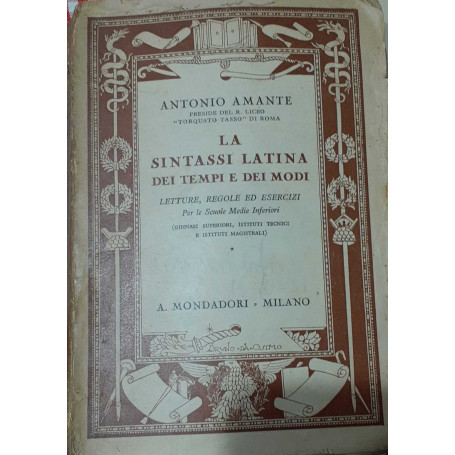 ANTONIO AMANTE
PRESIDE DEL R. LICEO
"TORQUATO TASSO" DI ROMA
LA
SINTASSI LATINA
DEI TEMPI E DEI MODI
LETTURE, REGOLE ED ESERCIZI
Per le Scuole Medie Inferiori
(GINNASI SUPERIORI, ISTITUTI TECNICI
E ISTITUTI MAGISTRALI)
*
A. MONDADORI - MILANO